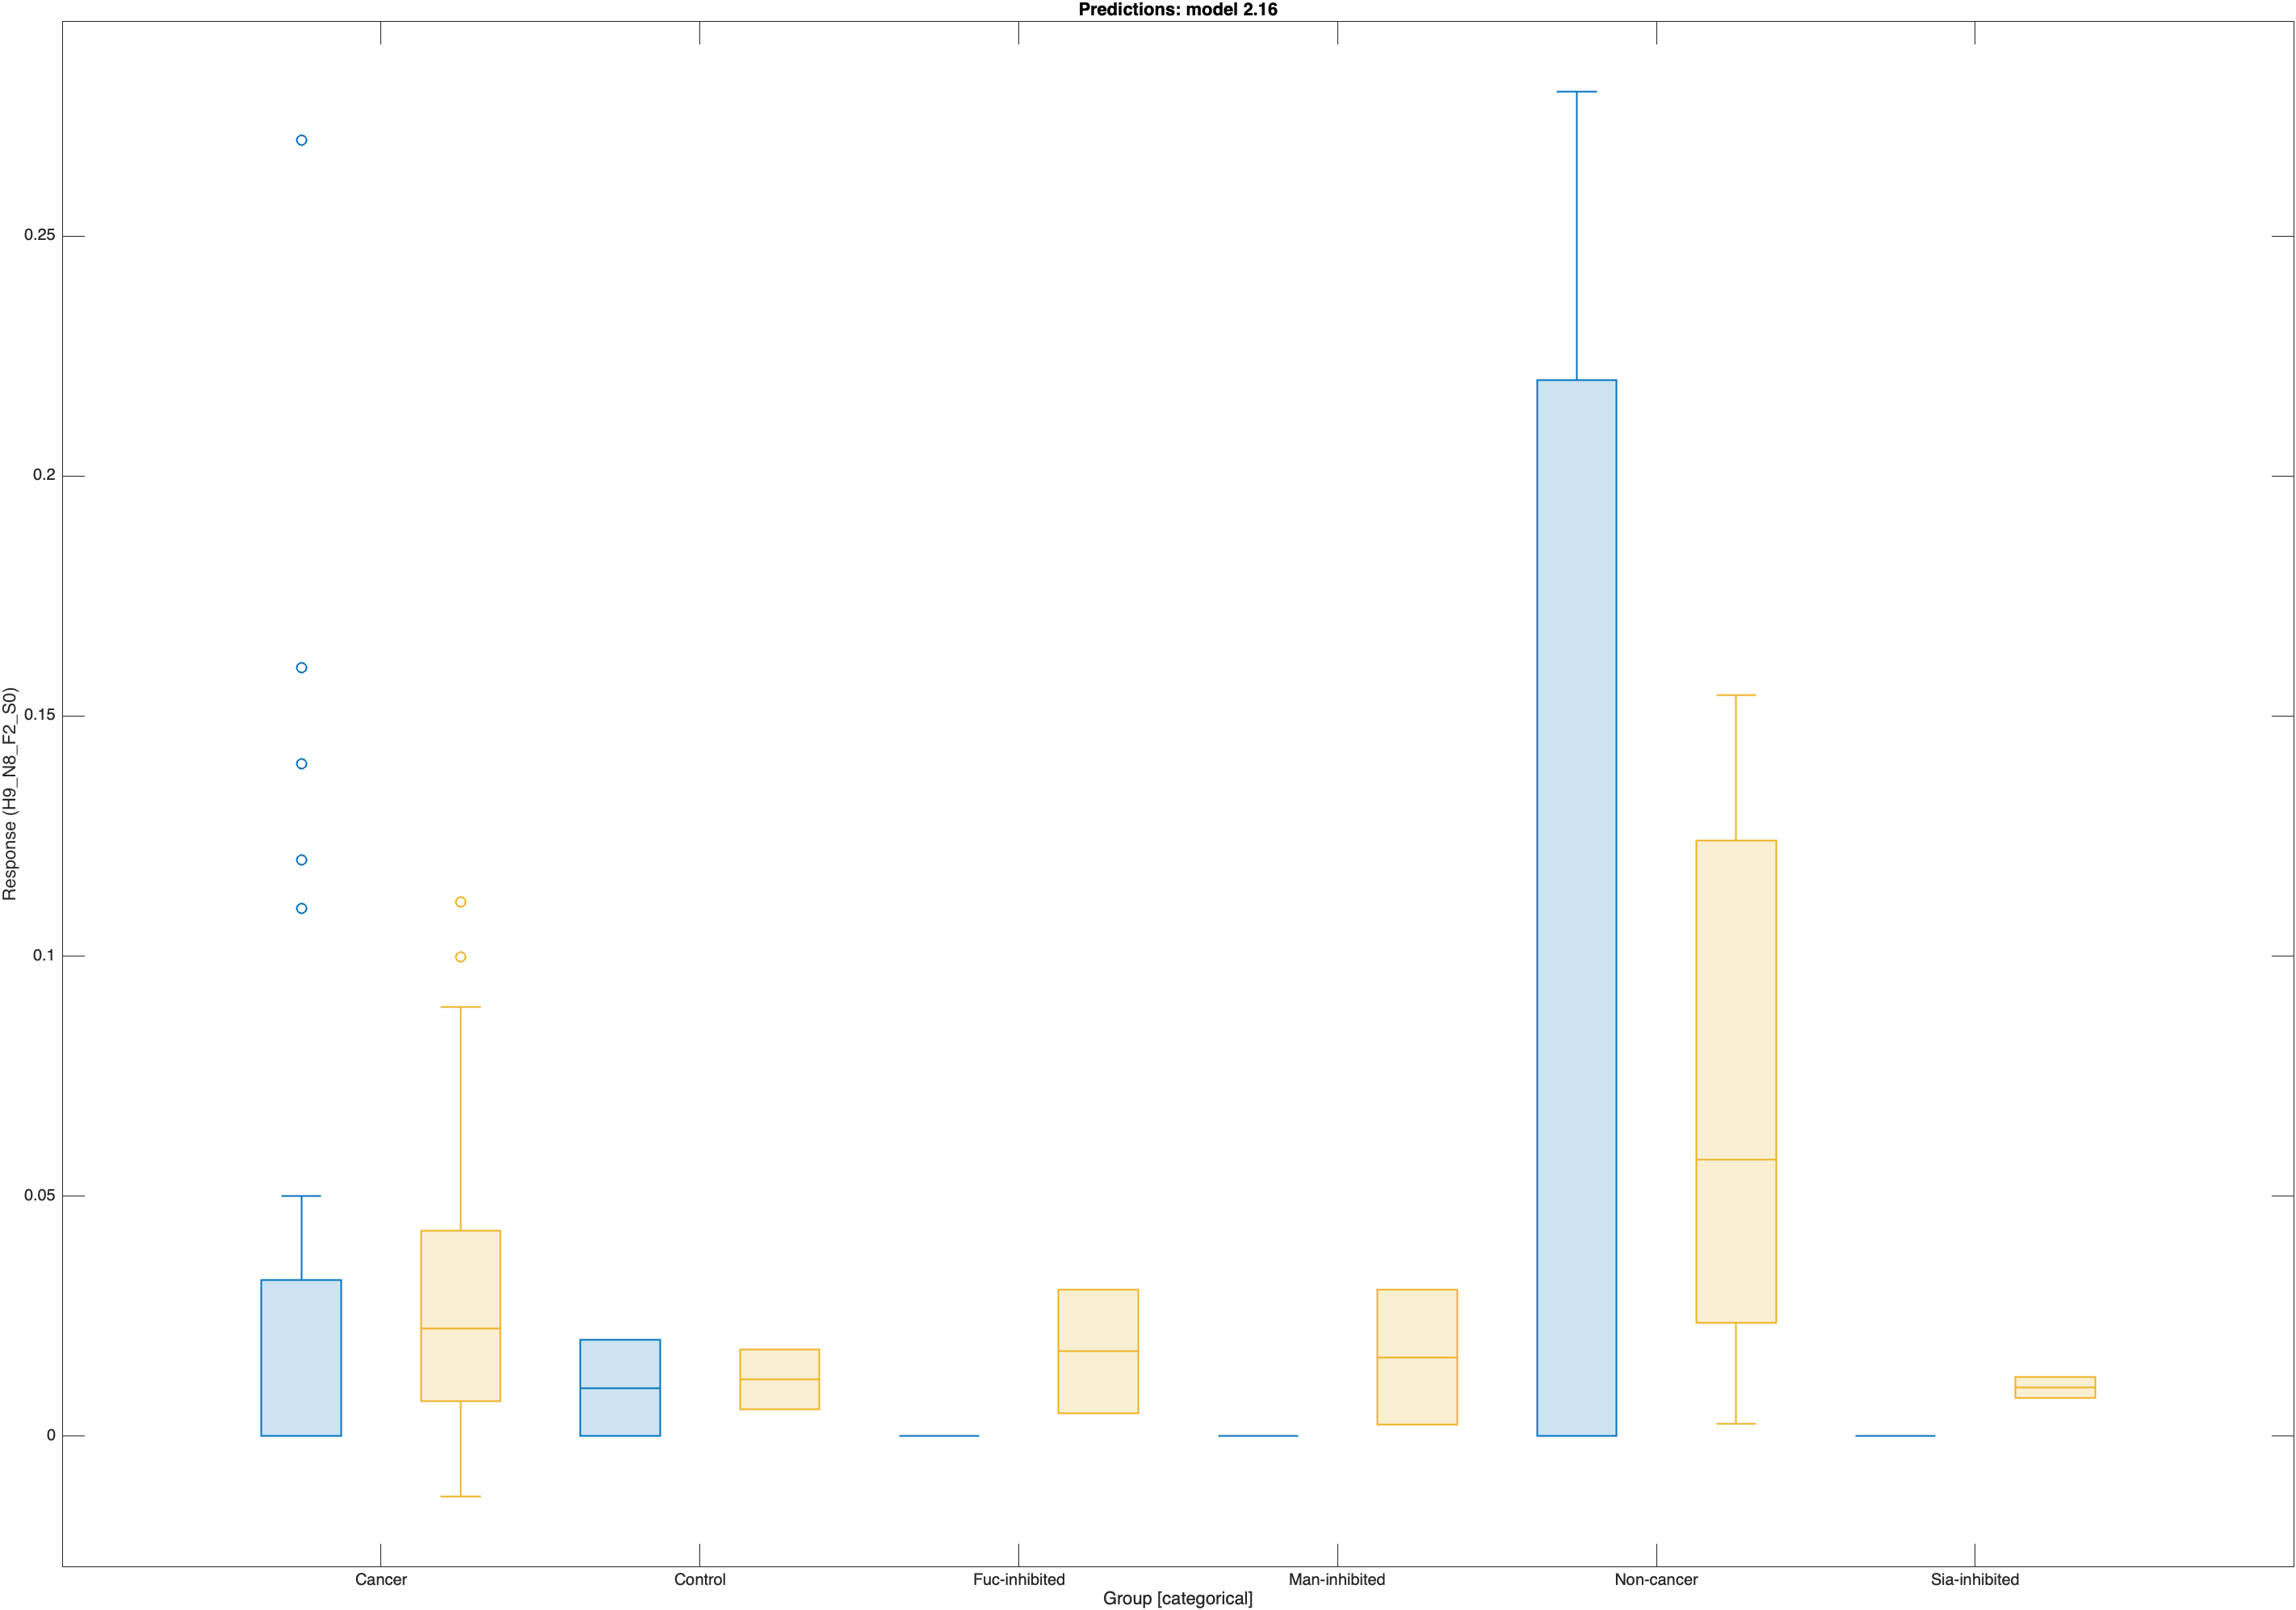 Predictions: model 2.16
Response (H9_N8_F2_S0)
0.25
0.2
0.15
0.1
0.05
0
Cancer Control Fuc-inhibited Man-inhibited Non-cancer Sia-inhibited
Group [categorical]